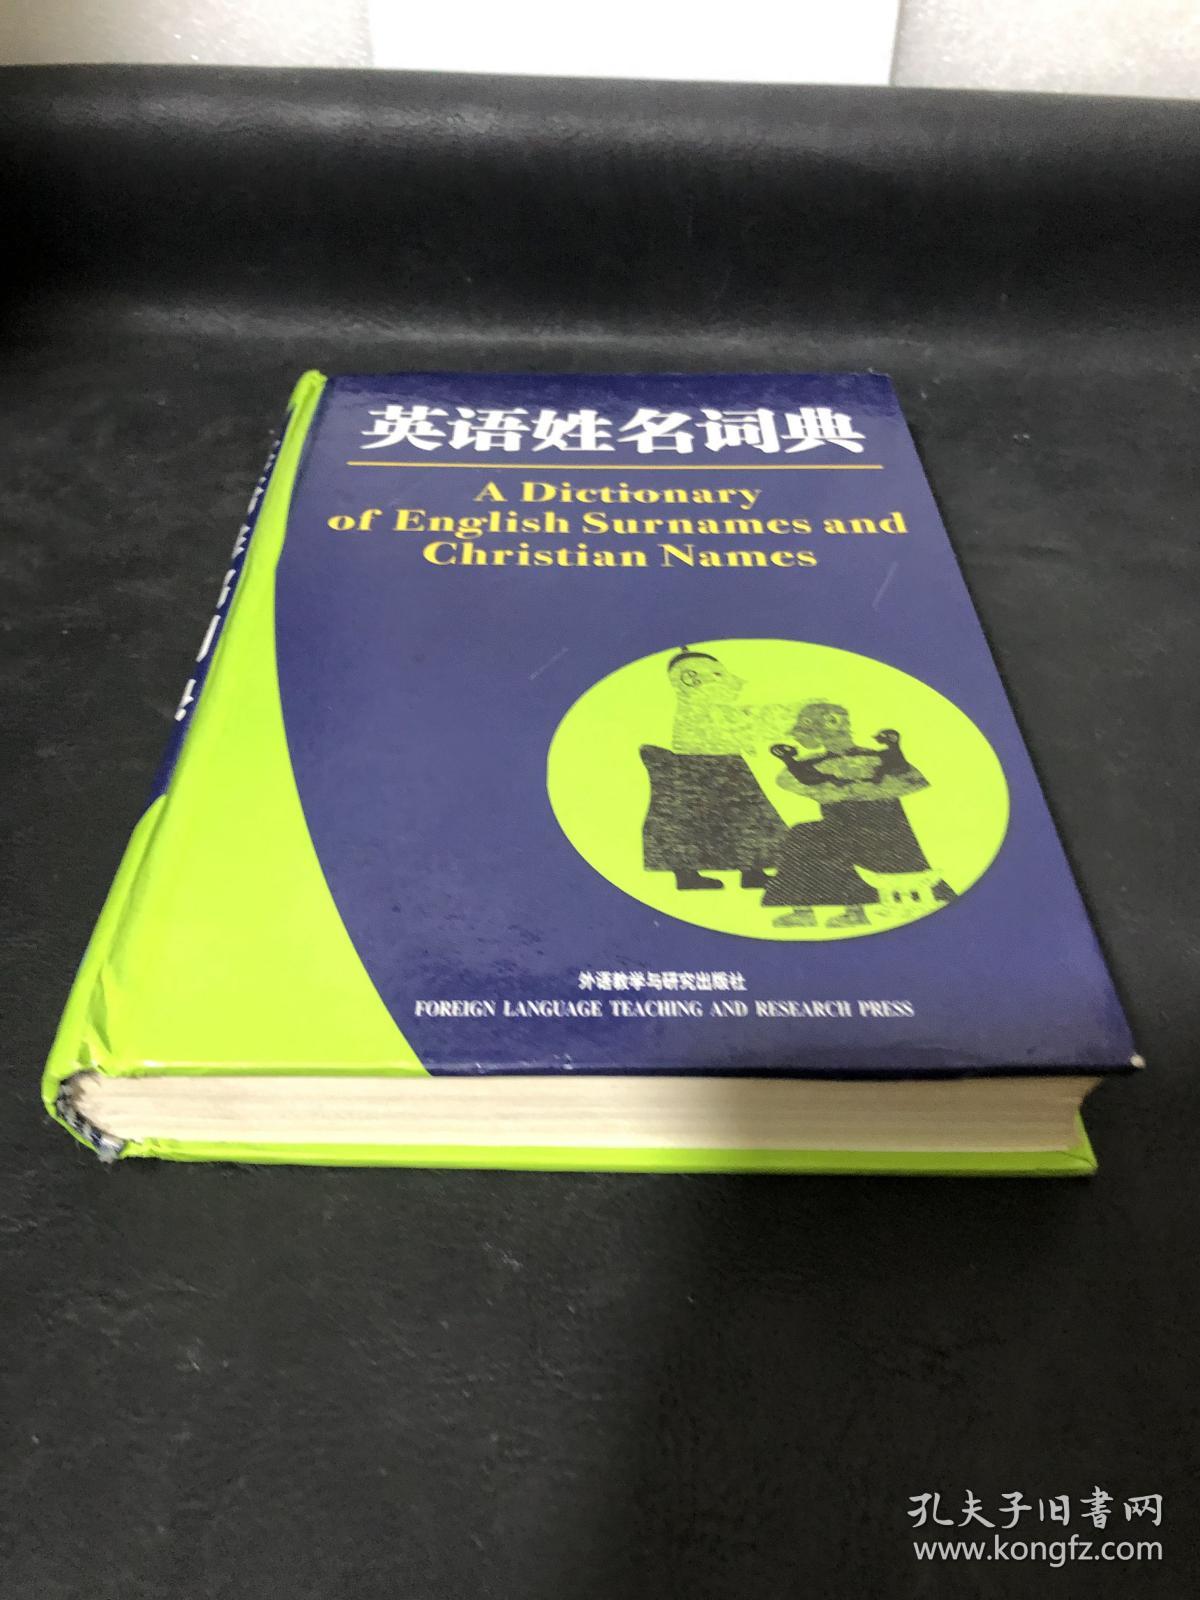 英语姓名词典
A Dictionary
of English Surnames and
Christian Names
外语教学与研究出版社
FOREIGN LANGUAGE TEACHING AND RESEARCH PRESS
孔夫子旧書网
www.kongfz.com